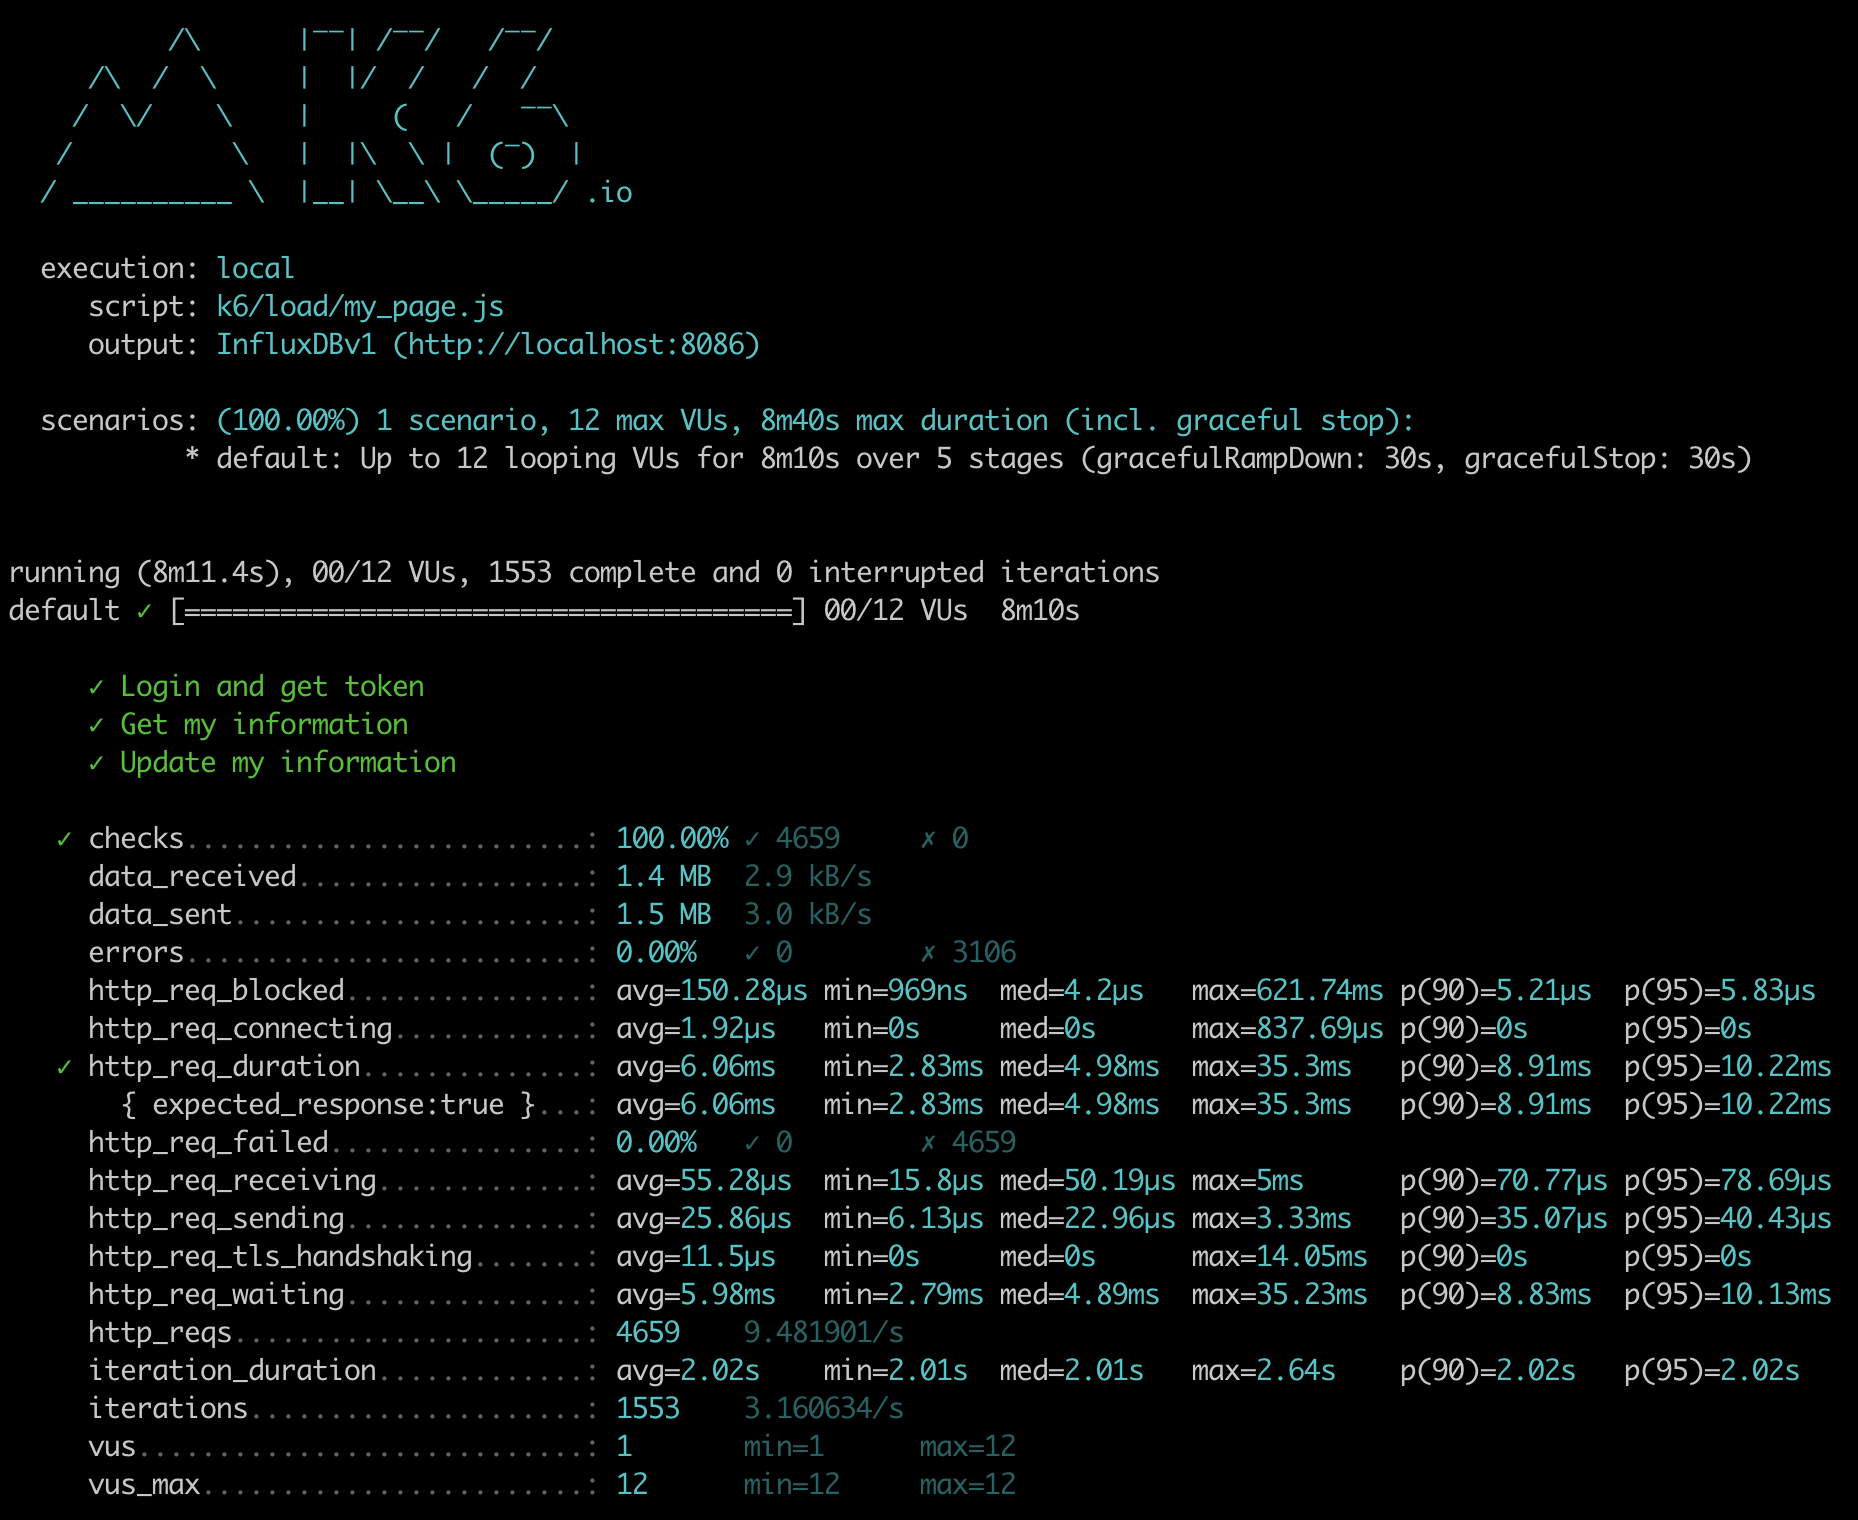 /\      |‾‾| /‾‾/   /‾‾/
     /\  /  \     |  |/  /   /  /
    /  \/    \    |     (   /   ‾‾\
   /          \   |  |\  \ |  (‾)  |
  / __________ \  |__| \__\ \_____/ .io
execution: local
script: k6/load/my_page.js
output: InfluxDBv1 (http://localhost:8086)
scenarios: (100.00%) 1 scenario, 12 max VUs, 8m40s max duration (incl. graceful stop):
* default: Up to 12 looping VUs for 8m10s over 5 stages (gracefulRampDown: 30s, gracefulStop: 30s)
running (8m11.4s), 00/12 VUs, 1553 complete and 0 interrupted iterations
default ✓ [======================================] 00/12 VUs  8m10s
✓ Login and get token
✓ Get my information
✓ Update my information
✓ checks.........................: 100.00% ✓ 4659     ✗ 0
data_received..................: 1.4 MB  2.9 kB/s
data_sent......................: 1.5 MB  3.0 kB/s
errors.........................: 0.00%   ✓ 0        ✗ 3106
http_req_blocked...............: avg=150.28µs min=969ns  med=4.2µs   max=621.74ms p(90)=5.21µs  p(95)=5.83µs
http_req_connecting............: avg=1.92µs   min=0s     med=0s      max=837.69µs p(90)=0s      p(95)=0s
✓ http_req_duration..............: avg=6.06ms   min=2.83ms med=4.98ms  max=35.3ms   p(90)=8.91ms  p(95)=10.22ms
{ expected_response:true }...: avg=6.06ms   min=2.83ms med=4.98ms  max=35.3ms   p(90)=8.91ms  p(95)=10.22ms
http_req_failed................: 0.00%   ✓ 0        ✗ 4659
http_req_receiving.............: avg=55.28µs  min=15.8µs med=50.19µs max=5ms      p(90)=70.77µs p(95)=78.69µs
http_req_sending...............: avg=25.86µs  min=6.13µs med=22.96µs max=3.33ms   p(90)=35.07µs p(95)=40.43µs
http_req_tls_handshaking.......: avg=11.5µs   min=0s     med=0s      max=14.05ms  p(90)=0s      p(95)=0s
http_req_waiting...............: avg=5.98ms   min=2.79ms med=4.89ms  max=35.23ms  p(90)=8.83ms  p(95)=10.13ms
http_reqs......................: 4659    9.481901/s
iteration_duration.............: avg=2.02s    min=2.01s  med=2.01s   max=2.64s    p(90)=2.02s   p(95)=2.02s
iterations.....................: 1553    3.160634/s
vus............................: 1       min=1      max=12
vus_max........................: 12      min=12     max=12